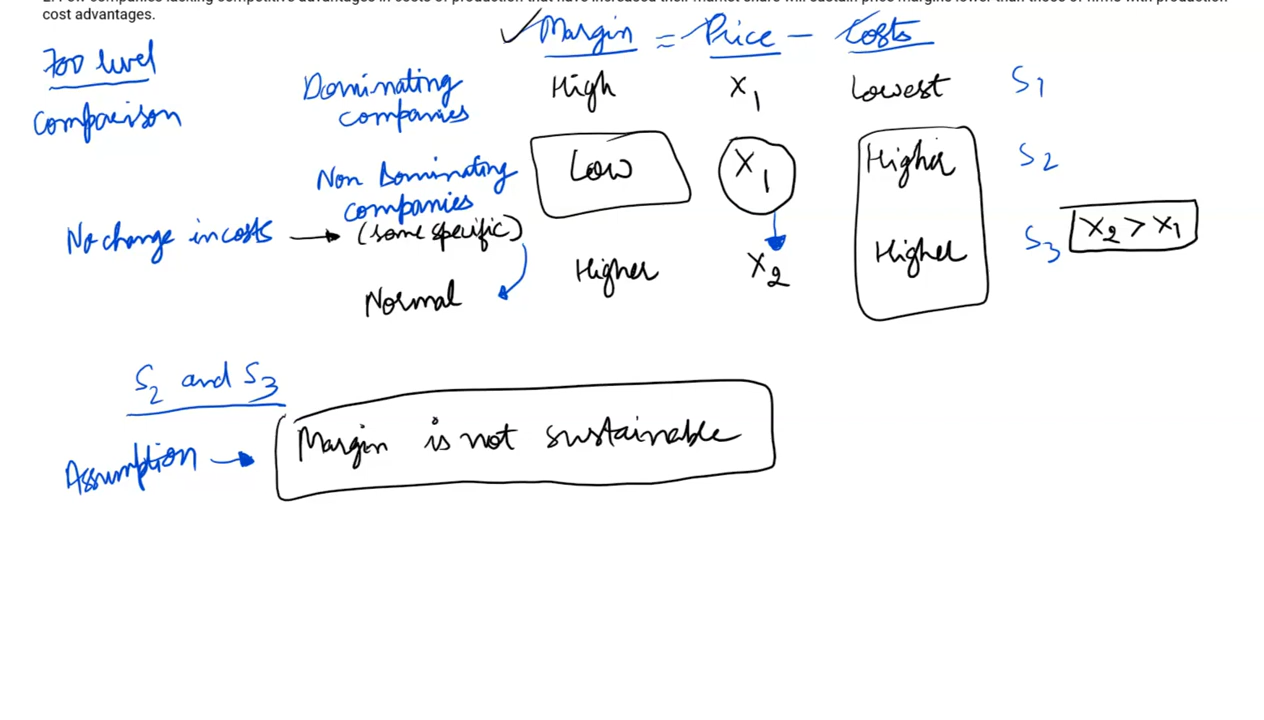 cost advantages.
✓Margin = Price - Costs
700 level comparison
Dominating companies High X1 Lowest S1
Non Dominating companies (some specific) Low X1 Higher S2
No change in costs → Normal Higher X2 Higher S3 X2 > X1
S2 and S3
Assumption → Margin is not sustainable